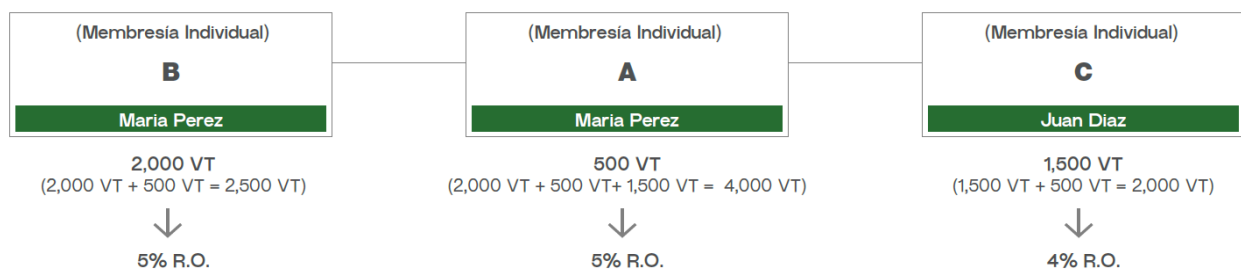 (Membresía Individual)
B
Maria Perez
2,000 VT
(2,000 VT + 500 VT = 2,500 VT)
5% R.O.
(Membresía Individual)
A
Maria Perez
500 VT
(2,000 VT + 500 VT+ 1,500 VT = 4,000 VT)
5% R.O.
(Membresía Individual)
C
Juan Diaz
1,500 VT
(1,500 VT + 500 VT = 2,000 VT)
4% R.O.